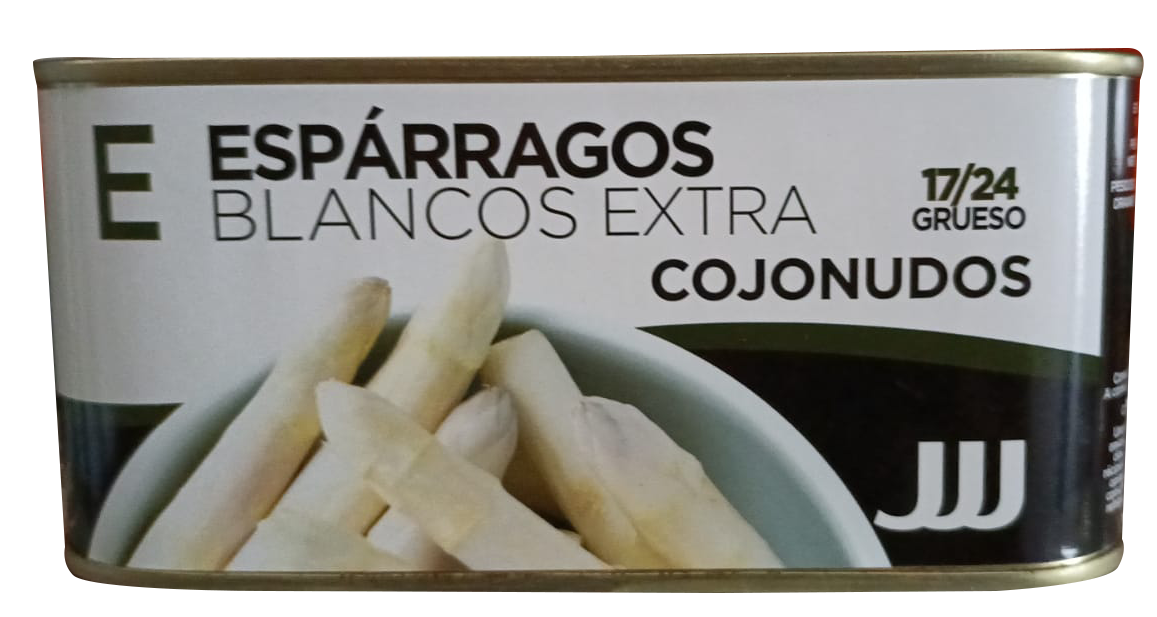 E
ESPÁRRAGOS
BLANCOS EXTRA
17/24
GRUESO
COJONUDOS
JJJ